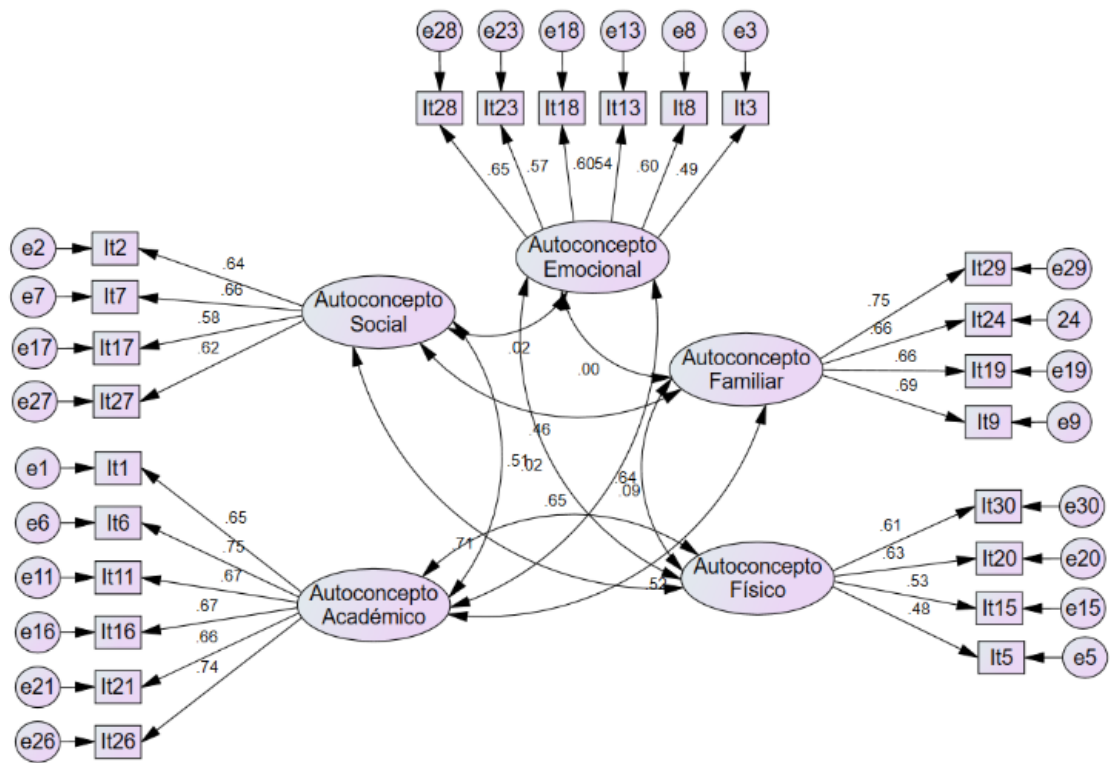 e28 e23 e18 e13 e8 e3
It28 It23 It18 It13 It8 It3
.65 .57 .60 .54 .60 .49
Autoconcepto
Emocional
e2 It2
e7 It7
e17 It17
e27 It27
.64
.66
.58
.62
Autoconcepto
Social
It29 e29
It24 24
It19 e19
It9 e9
.75
.66
.66
.69
Autoconcepto
Familiar
.02
.00
.46
.51
.02
.64
.09
.65
.71
e1 It1
e6 It6
e11 It11
e16 It16
e21 It21
e26 It26
.65
.75
.67
.67
.66
.74
Autoconcepto
Académico
It30 e30
It20 e20
It15 e15
It5 e5
.61
.63
.53
.48
Autoconcepto
Físico